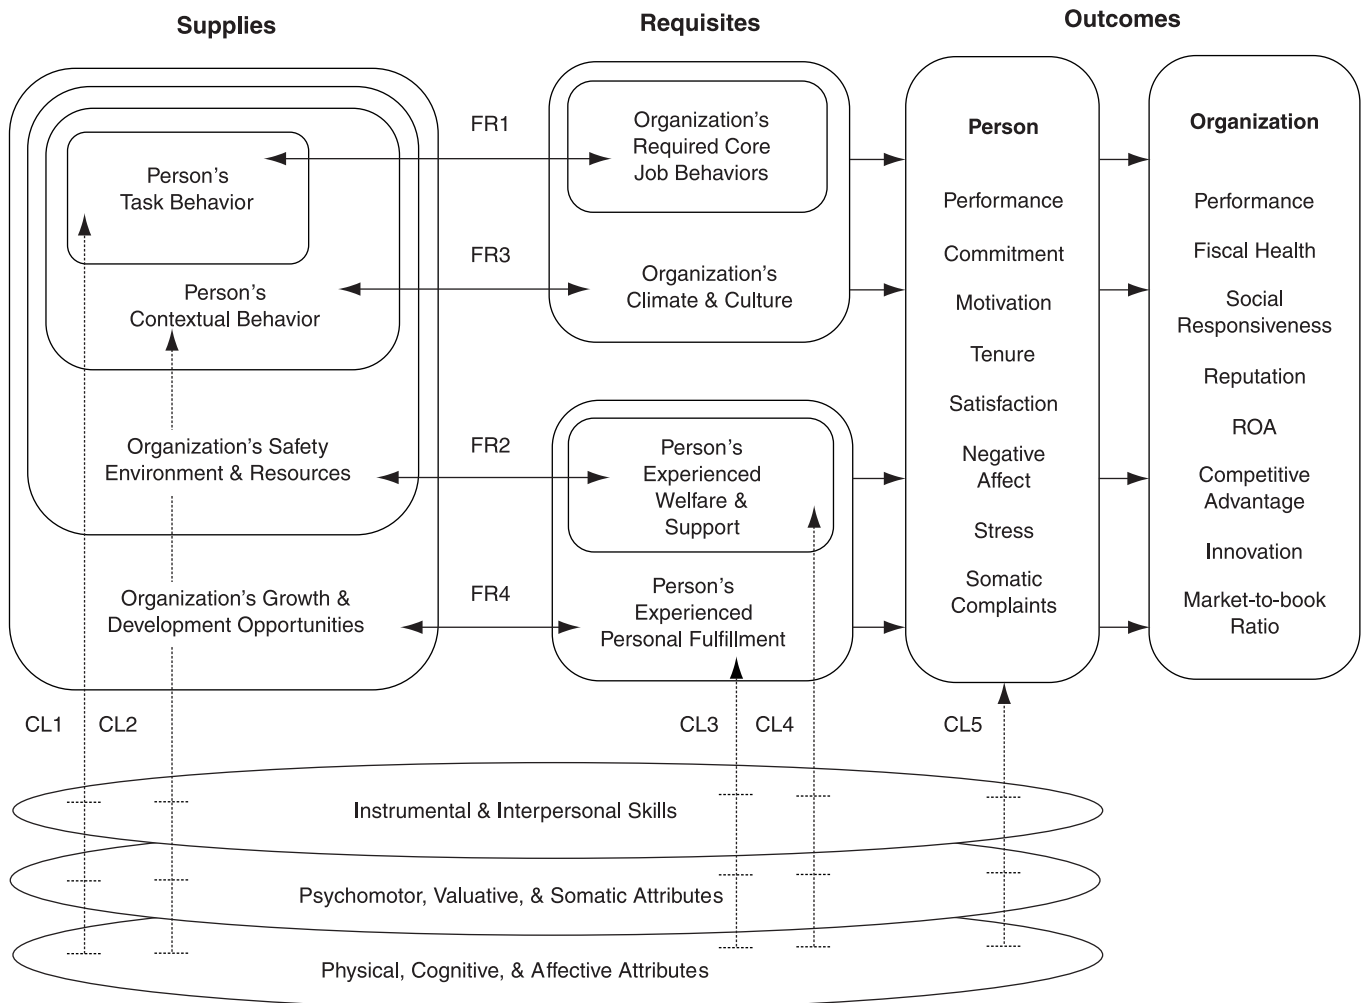 Supplies
Requisites
Outcomes
Person's
Task Behavior
Person's
Contextual Behavior
Organization's Safety
Environment & Resources
Organization's Growth &
Development Opportunities
FR1
FR3
FR2
FR4
Organization's
Required Core
Job Behaviors
Organization's
Climate & Culture
Person's
Experienced
Welfare &
Support
Person's
Experienced
Personal Fulfillment
Person
Performance
Commitment
Motivation
Tenure
Satisfaction
Negative
Affect
Stress
Somatic
Complaints
Organization
Performance
Fiscal Health
Social
Responsiveness
Reputation
ROA
Competitive
Advantage
Innovation
Market-to-book
Ratio
CL1
CL2
CL3
CL4
CL5
Instrumental & Interpersonal Skills
Psychomotor, Valuative, & Somatic Attributes
Physical, Cognitive, & Affective Attributes